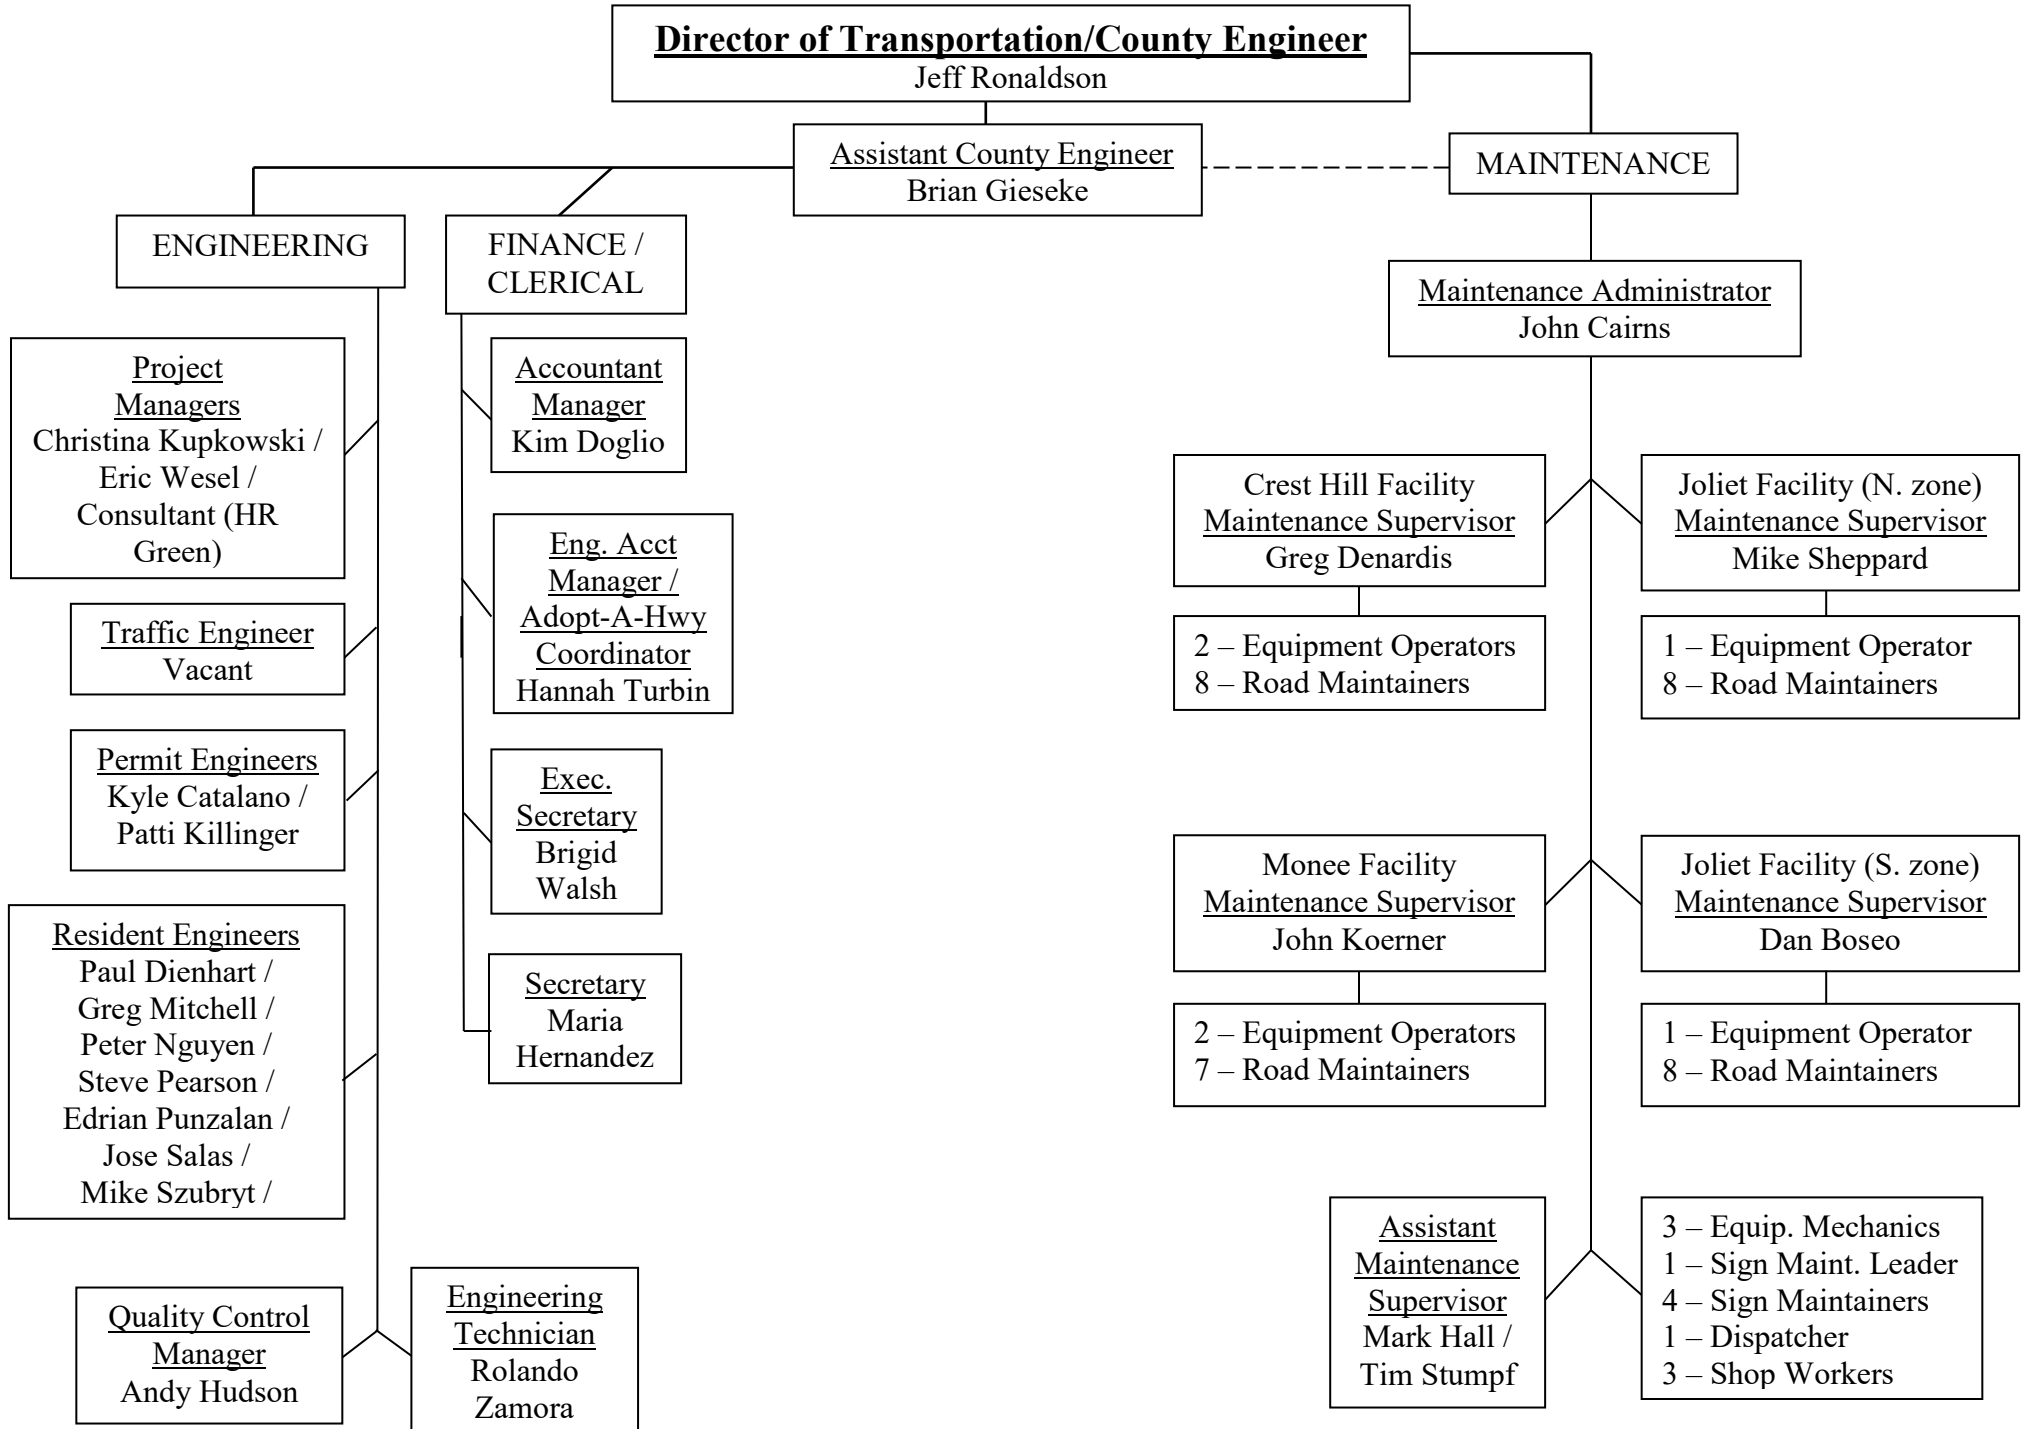 Director of Transportation/County Engineer
Jeff Ronaldson
Assistant County Engineer
Brian Gieseke
MAINTENANCE
ENGINEERING
FINANCE /
CLERICAL
Maintenance Administrator
John Cairns
Project
Managers
Christina Kupkowski /
Eric Wesel /
Consultant (HR
Green)
Traffic Engineer
Vacant
Permit Engineers
Kyle Catalano /
Patti Killinger
Resident Engineers
Paul Dienhart /
Greg Mitchell /
Peter Nguyen /
Steve Pearson /
Edrian Punzalan /
Jose Salas /
Mike Szubryt /
Quality Control
Manager
Andy Hudson
Engineering
Technician
Rolando
Zamora
Accountant
Manager
Kim Doglio
Eng. Acct
Manager /
Adopt-A-Hwy
Coordinator
Hannah Turbin
Exec.
Secretary
Brigid
Walsh
Secretary
Maria
Hernandez
Crest Hill Facility
Maintenance Supervisor
Greg Denardis
2 – Equipment Operators
8 – Road Maintainers
Joliet Facility (N. zone)
Maintenance Supervisor
Mike Sheppard
1 – Equipment Operator
8 – Road Maintainers
Monee Facility
Maintenance Supervisor
John Koerner
2 – Equipment Operators
7 – Road Maintainers
Joliet Facility (S. zone)
Maintenance Supervisor
Dan Boseo
1 – Equipment Operator
8 – Road Maintainers
Assistant
Maintenance
Supervisor
Mark Hall /
Tim Stumpf
3 – Equip. Mechanics
1 – Sign Maint. Leader
4 – Sign Maintainers
1 – Dispatcher
3 – Shop Workers